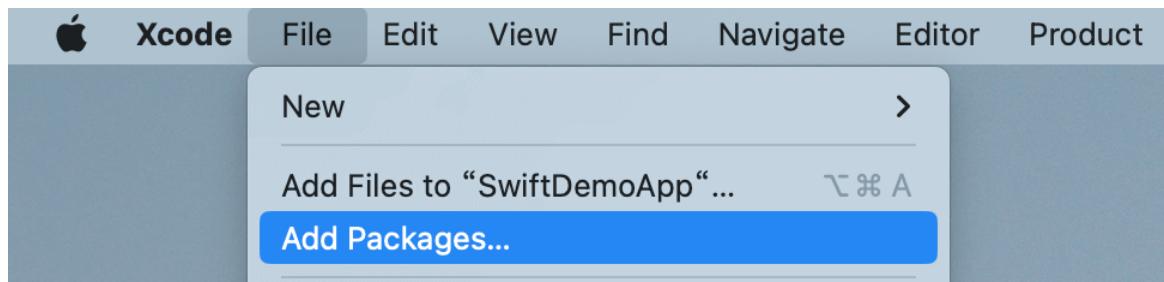 Xcode File Edit View Find Navigate Editor Product
New
Add Files to “SwiftDemoApp“... ⌥⌘ A
Add Packages...